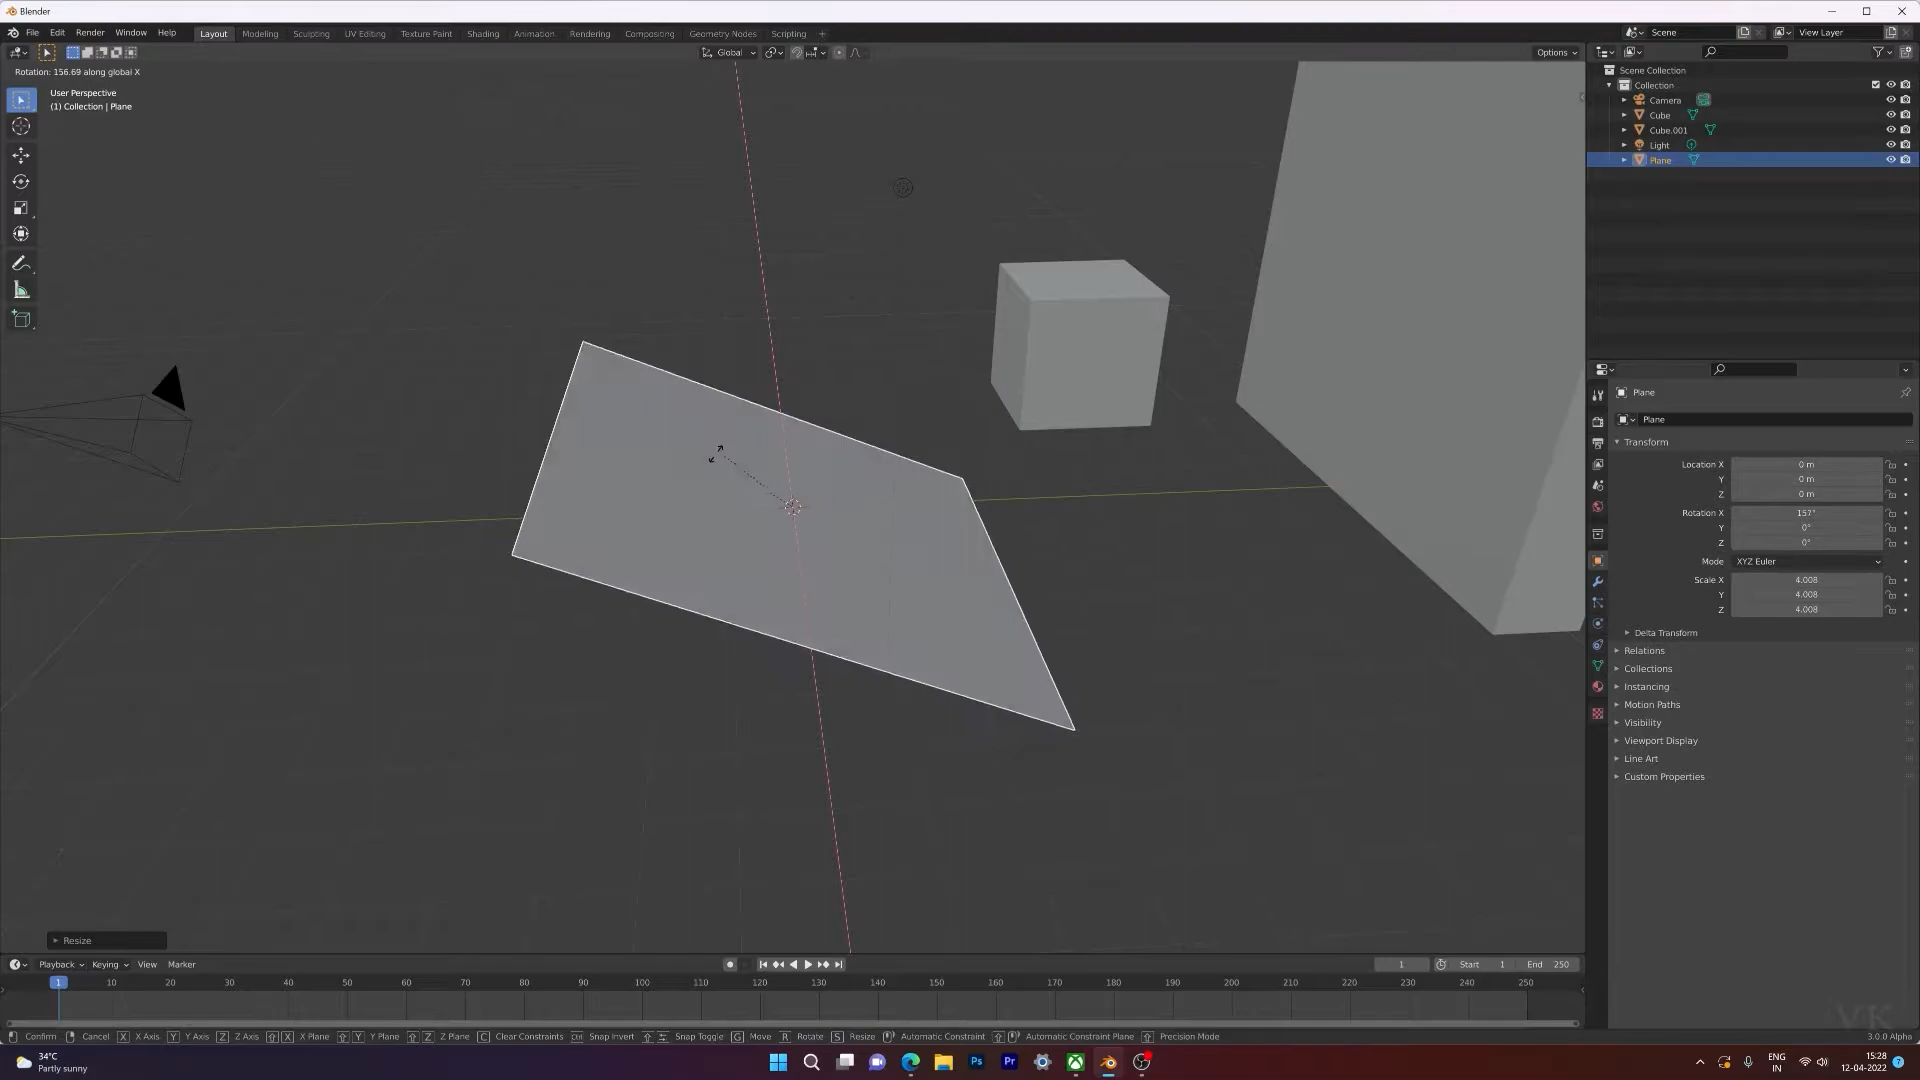 Blender
File Edit Render Window Help
Layout Modeling Sculpting UV Editing Texture Paint Shading Animation Rendering Compositing Geometry Nodes Scripting +
Scene View Layer
Global Options
Rotation: 156.69 along global X
User Perspective
(1) Collection | Plane
Scene Collection
Collection
Camera
Cube
Cube.001
Light
Plane
Plane
Plane
Transform
Location X 0 m
Y 0 m
Z 0 m
Rotation X 157°
Y 0°
Z 0°
Mode XYZ Euler
Scale X 4.008
Y 4.008
Z 4.008
Delta Transform
Relations
Collections
Instancing
Motion Paths
Visibility
Viewport Display
Line Art
Custom Properties
Resize
Playback Keying View Marker 1 Start 1 End 250
1 10 20 30 40 50 60 70 80 90 100 110 120 130 140 150 160 170 180 190 200 210 220 230 240 250
VK
Confirm Cancel X X Axis Y Y Axis Z Z Axis X X Plane Y Y Plane Z Z Plane C Clear Constraints Ctrl Snap Invert Snap Toggle G Move R Rotate S Resize Automatic Constraint Automatic Constraint Plane Precision Mode 3.0.0 Alpha
34°C
Partly sunny
Ps Pr
ENG
IN
15:28
12-04-2022
7